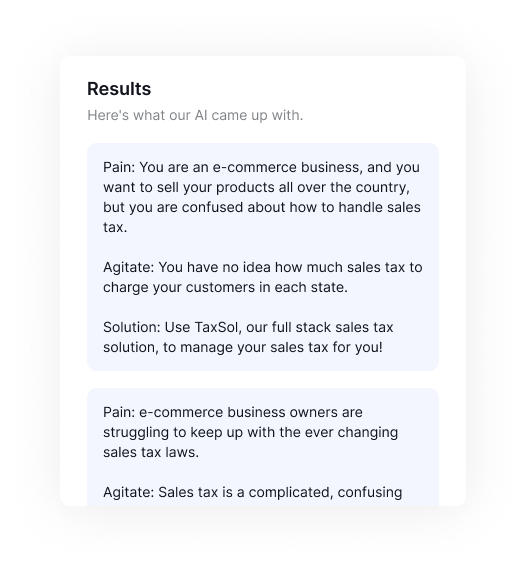 Results
Here's what our AI came up with.
Pain: You are an e-commerce business, and you
want to sell your products all over the country,
but you are confused about how to handle sales
tax.
Agitate: You have no idea how much sales tax to
charge your customers in each state.
Solution: Use TaxSol, our full stack sales tax
solution, to manage your sales tax for you!
Pain: e-commerce business owners are
struggling to keep up with the ever changing
sales tax laws.
Agitate: Sales tax is a complicated, confusing